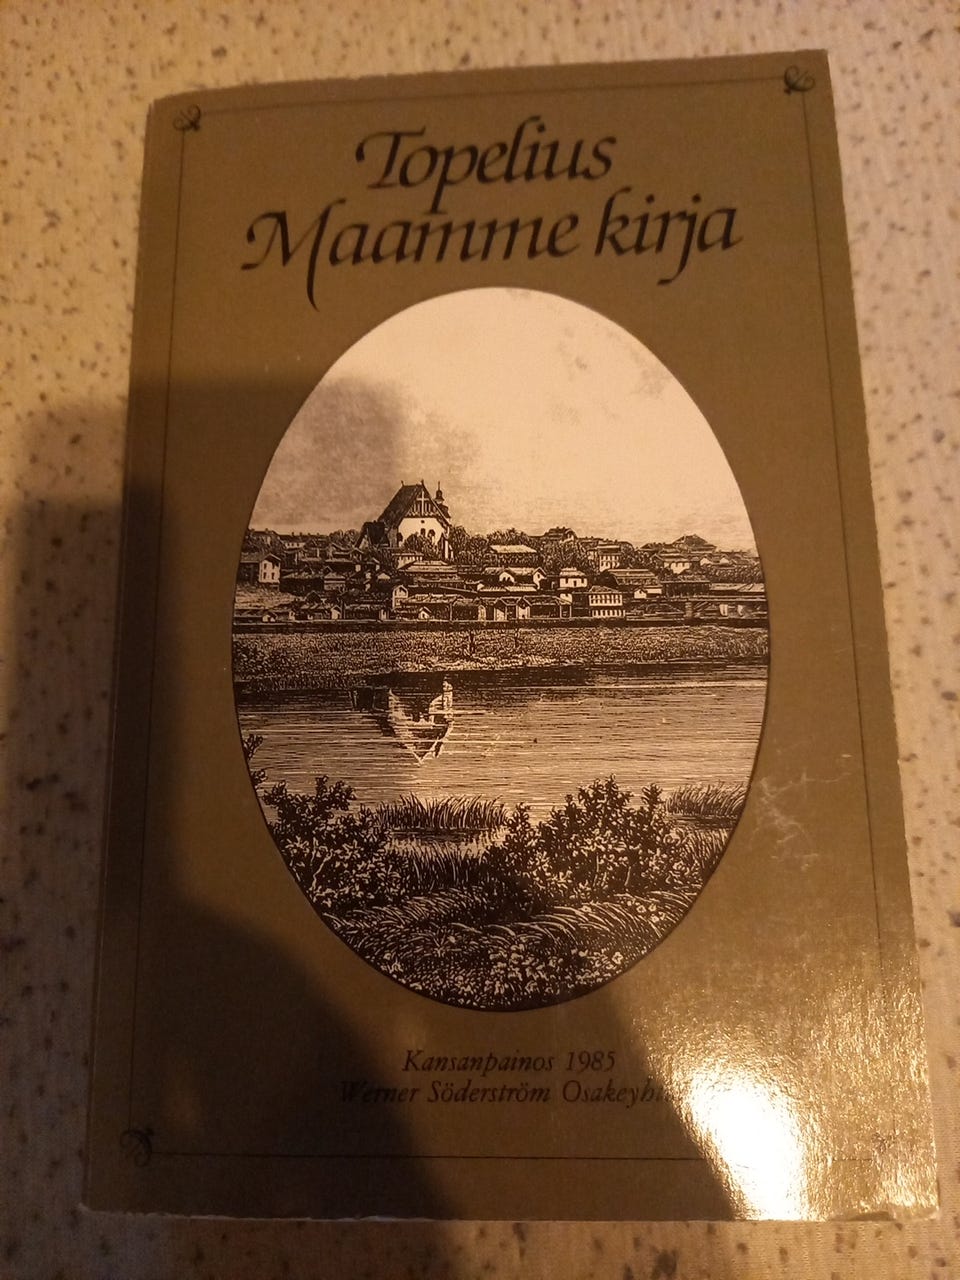 Topelius
Maamme kirja
Kansanpainos 1985
Werner Söderström